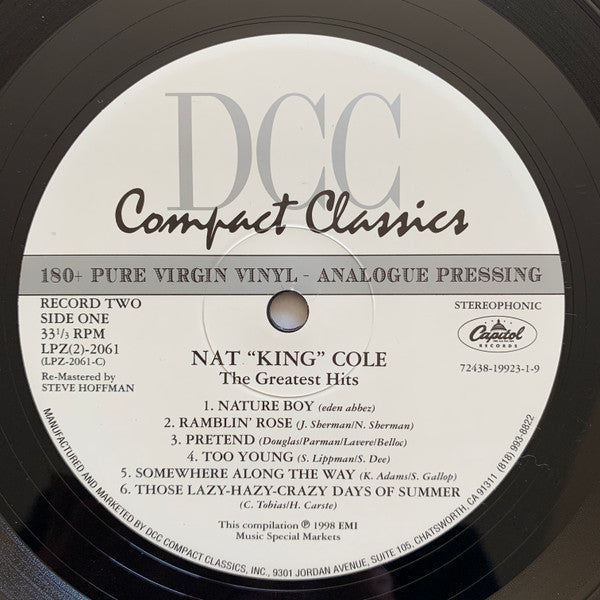 DCC
Compact Classics
180+ PURE VIRGIN VINYL - ANALOGUE PRESSING
RECORD TWO
SIDE ONE
33⅓ RPM
LPZ(2)-2061
(LPZ-2061-C)
Re-Mastered by
STEVE HOFFMAN
STEREOPHONIC
Capitol
RECORDS
72438-19923-1-9
NAT "KING" COLE
The Greatest Hits
1. NATURE BOY (eden abbez)
2. RAMBLIN' ROSE (J. Sherman/N. Sherman)
3. PRETEND (Douglas/Parman/Lavere/Belloc)
4. TOO YOUNG (S. Lippman/S. Dee)
5. SOMEWHERE ALONG THE WAY (K. Adams/S. Gallop)
6. THOSE LAZY-HAZY-CRAZY DAYS OF SUMMER
(C. Tobias/H. Carste)
This compilation ℗ 1998 EMI
Music Special Markets
MANUFACTURED AND MARKETED BY DCC COMPACT CLASSICS, INC., 9301 JORDAN AVENUE, SUITE 105, CHATSWORTH, CA 91311 (818) 993-8822